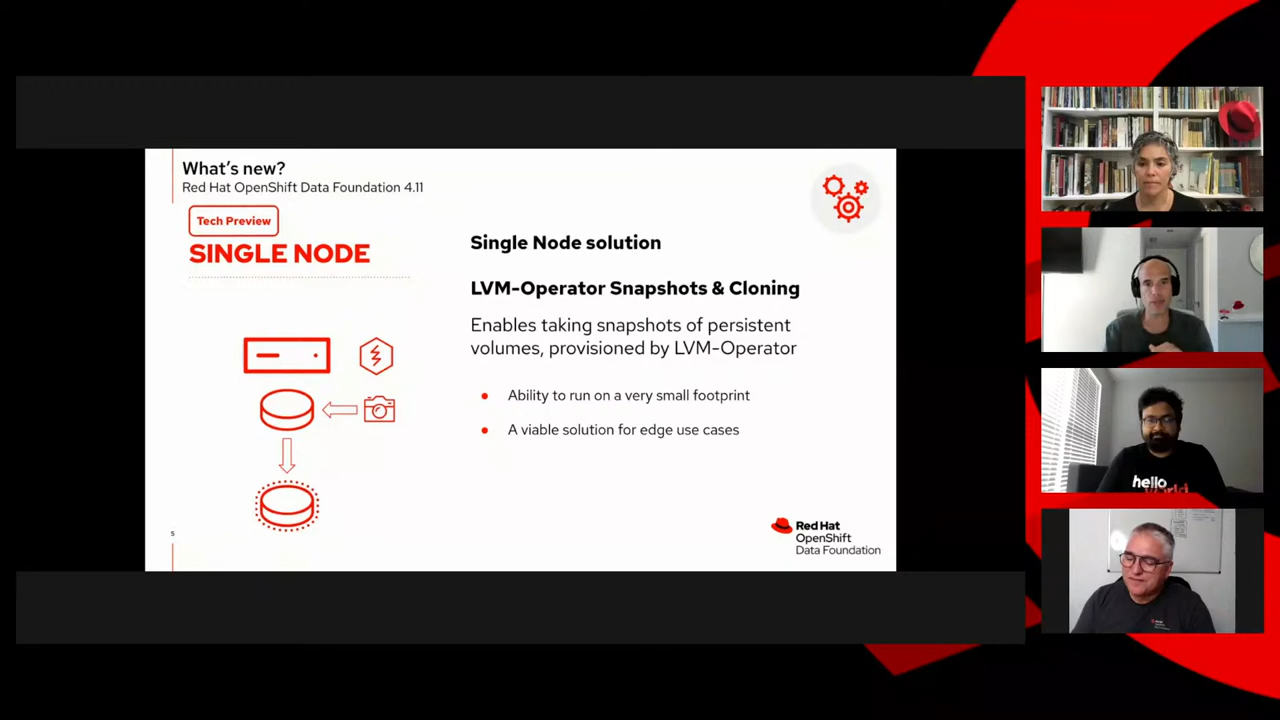 What's new?
Red Hat OpenShift Data Foundation 4.11
Tech Preview
SINGLE NODE
Single Node solution
LVM-Operator Snapshots & Cloning
Enables taking snapshots of persistent
volumes, provisioned by LVM-Operator
● Ability to run on a very small footprint
● A viable solution for edge use cases
5
Red Hat
OpenShift
Data Foundation
hello
world